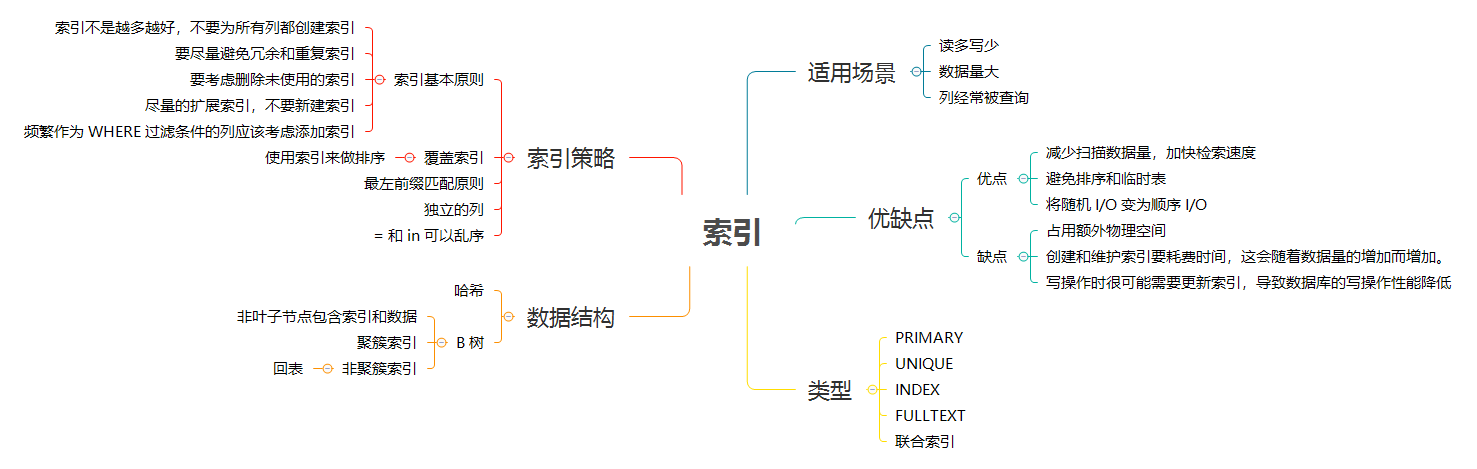 索引
适用场景
读多写少
数据量大
列经常被查询
优缺点
优点
减少扫描数据量，加快检索速度
避免排序和临时表
将随机 I/O 变为顺序 I/O
缺点
占用额外物理空间
创建和维护索引要耗费时间，这会随着数据量的增加而增加。
写操作时很可能需要更新索引，导致数据库的写操作性能降低
类型
PRIMARY
UNIQUE
INDEX
FULLTEXT
联合索引
索引策略
索引基本原则
索引不是越多越好，不要为所有列都创建索引
要尽量避免冗余和重复索引
要考虑删除未使用的索引
尽量的扩展索引，不要新建索引
频繁作为 WHERE 过滤条件的列应该考虑添加索引
覆盖索引
使用索引来做排序
最左前缀匹配原则
独立的列
= 和 in 可以乱序
数据结构
哈希
B 树
非叶子节点包含索引和数据
聚簇索引
非聚簇索引
回表